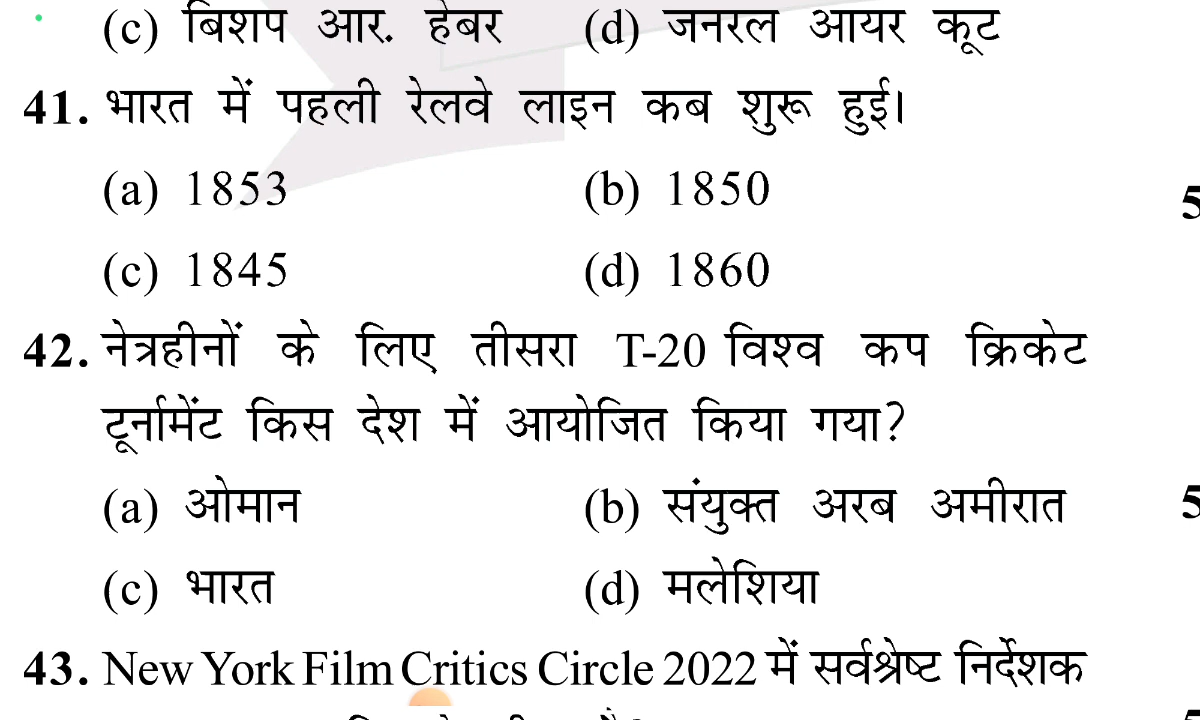 (c) बिशप आर. हेबर (d) जनरल आयर कूट
41. भारत में पहली रेलवे लाइन कब शुरू हुई।
(a) 1853 (b) 1850
(c) 1845 (d) 1860
42. नेत्रहीनों के लिए तीसरा T-20 विश्व कप क्रिकेट
टूर्नामेंट किस देश में आयोजित किया गया?
(a) ओमान (b) संयुक्त अरब अमीरात
(c) भारत (d) मलेशिया
43. New York Film Critics Circle 2022 में सर्वश्रेष्ट निर्देशक